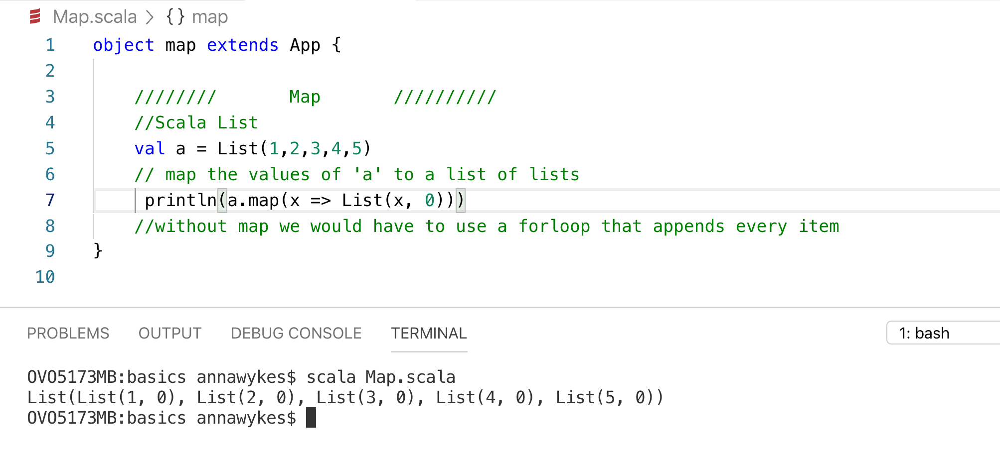 Map.scala > {} map
1 object map extends App {
2
3 //////// Map //////////
4 //Scala List
5 val a = List(1,2,3,4,5)
6 // map the values of 'a' to a list of lists
7 println(a.map(x => List(x, 0)))
8 //without map we would have to use a forloop that appends every item
9 }
10
PROBLEMS OUTPUT DEBUG CONSOLE TERMINAL 1: bash
OVO5173MB:basics annawykes$ scala Map.scala
List(List(1, 0), List(2, 0), List(3, 0), List(4, 0), List(5, 0))
OVO5173MB:basics annawykes$